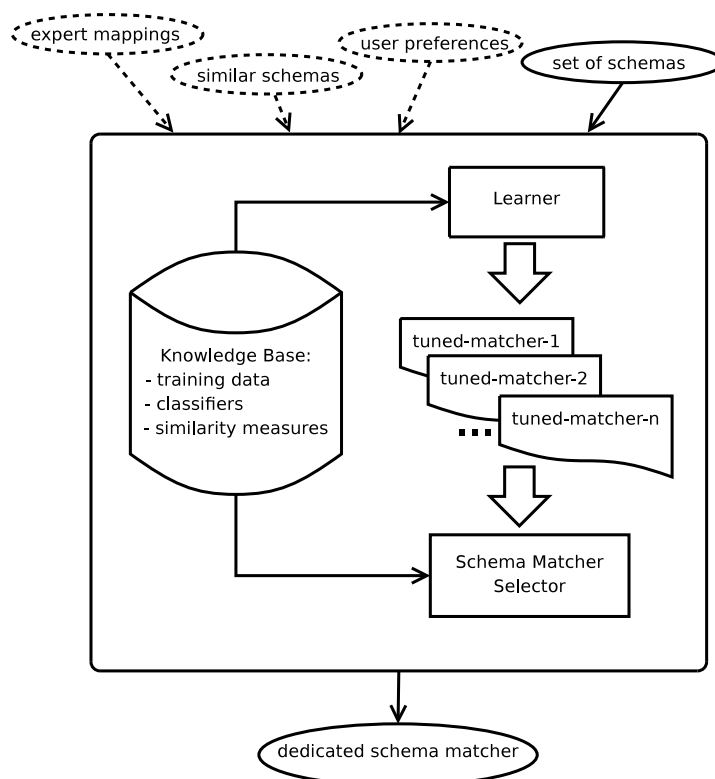 expert mappings
user preferences
similar schemas
set of schemas
Learner
Knowledge Base:
- training data
- classifiers
- similarity measures
tuned-matcher-1
tuned-matcher-2
tuned-matcher-n
...
Schema Matcher
Selector
dedicated schema matcher